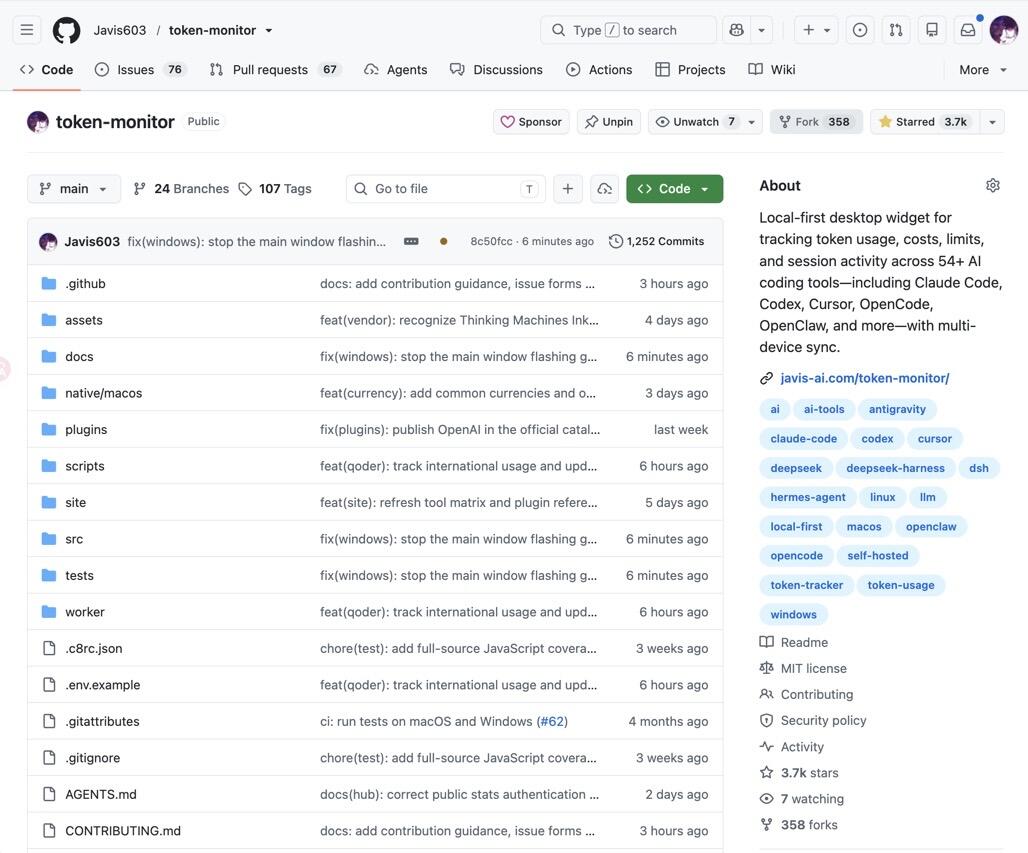 Javis603 / token-monitor
Type / to search
Code
Issues 76
Pull requests 67
Agents
Discussions
Actions
Projects
Wiki
More
token-monitor Public
Sponsor
Unpin
Unwatch 7
Fork 358
Starred 3.7k
main
24 Branches
107 Tags
Go to file T
Code
Javis603 fix(windows): stop the main window flashin... 8c50fcc · 6 minutes ago 1,252 Commits
.github docs: add contribution guidance, issue forms ... 3 hours ago
assets feat(vendor): recognize Thinking Machines Ink... 4 days ago
docs fix(windows): stop the main window flashing g... 6 minutes ago
native/macos feat(currency): add common currencies and o... 3 days ago
plugins fix(plugins): publish OpenAI in the official catal... last week
scripts feat(qoder): track international usage and upd... 6 hours ago
site feat(site): refresh tool matrix and plugin refere... 5 days ago
src fix(windows): stop the main window flashing g... 6 minutes ago
tests fix(windows): stop the main window flashing g... 6 minutes ago
worker feat(qoder): track international usage and upd... 6 hours ago
.c8rc.json chore(test): add full-source JavaScript covera... 3 weeks ago
.env.example feat(qoder): track international usage and upd... 6 hours ago
.gitattributes ci: run tests on macOS and Windows (#62) 4 months ago
.gitignore chore(test): add full-source JavaScript covera... 3 weeks ago
AGENTS.md docs(hub): correct public stats authentication ... 2 days ago
CONTRIBUTING.md docs: add contribution guidance, issue forms ... 3 hours ago
About
Local-first desktop widget for
tracking token usage, costs, limits,
and session activity across 54+ AI
coding tools—including Claude Code,
Codex, Cursor, OpenCode,
OpenClaw, and more—with multi-
device sync.
javis-ai.com/token-monitor/
ai ai-tools antigravity
claude-code codex cursor
deepseek deepseek-harness dsh
hermes-agent linux llm
local-first macos openclaw
opencode self-hosted
token-tracker token-usage
windows
Readme
MIT license
Contributing
Security policy
Activity
3.7k stars
7 watching
358 forks